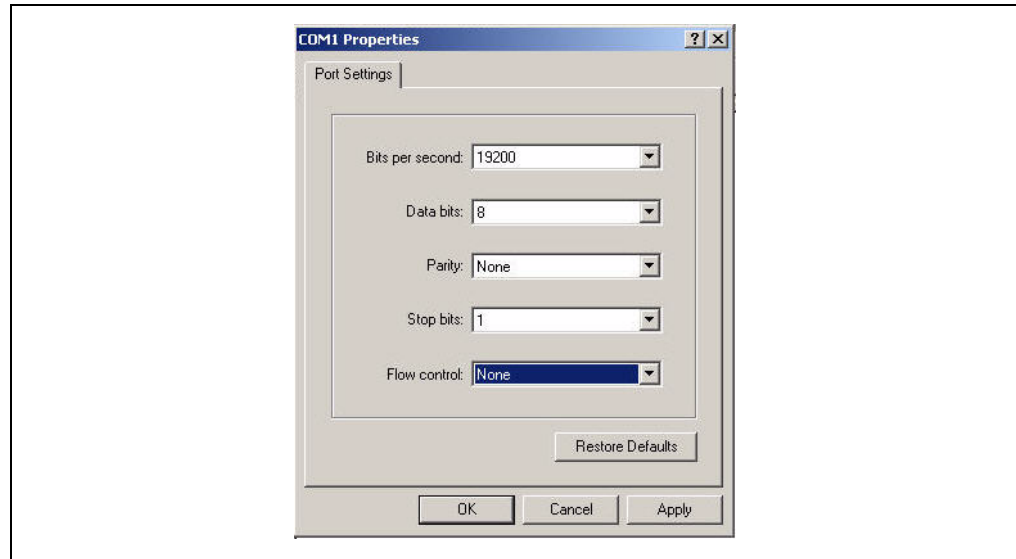 COM1 Properties
Port Settings
Bits per second: 19200
Data bits: 8
Parity: None
Stop bits: 1
Flow control: None
Restore Defaults
OK Cancel Apply